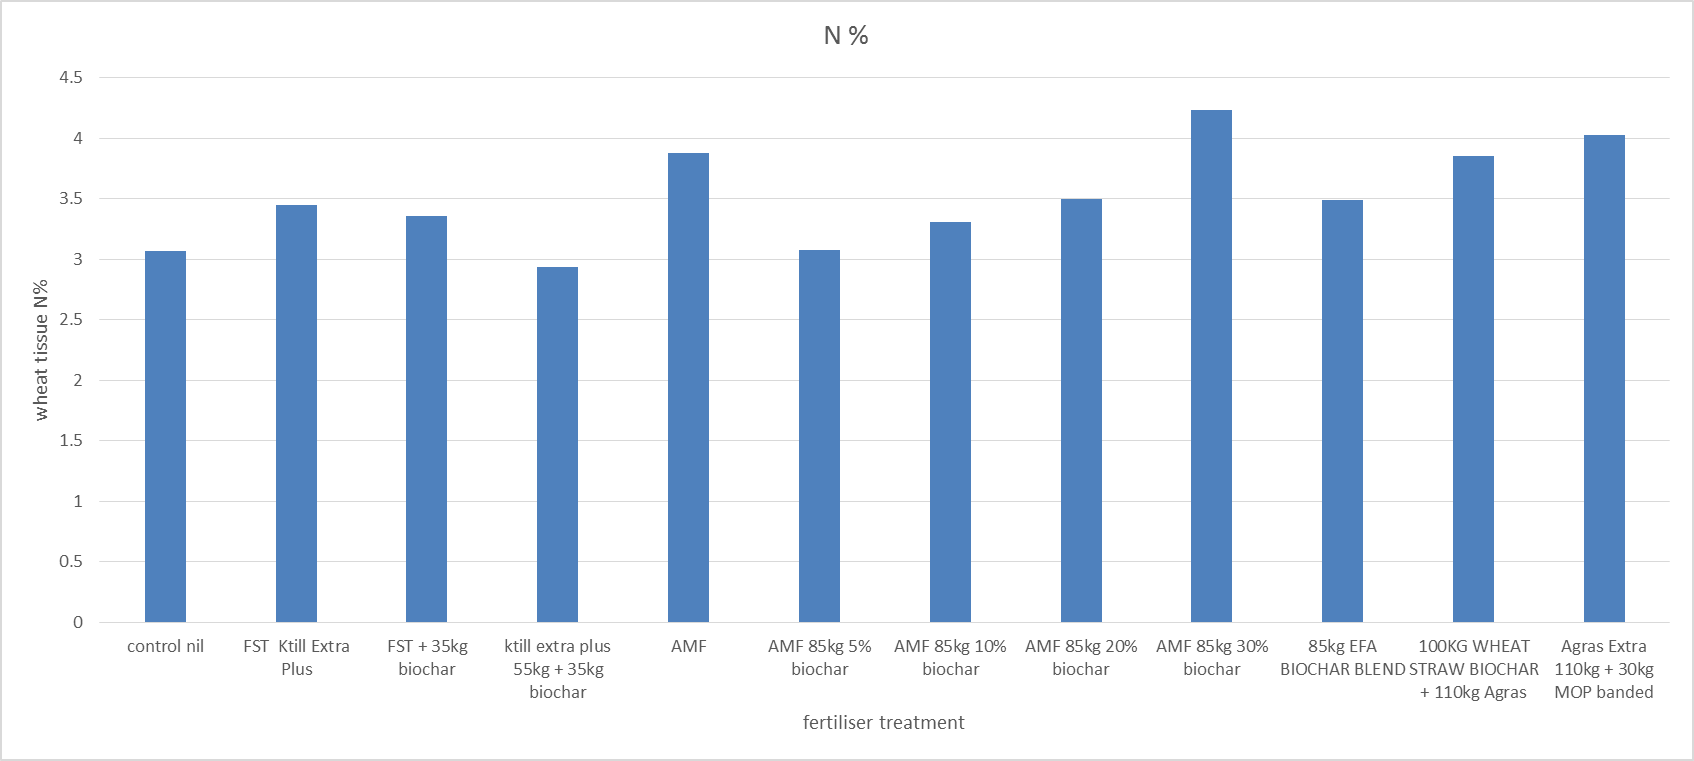 N %
4.5
4
3.5
3
2.5
2
1.5
1
0.5
0
wheat tissue N%
control nil
FST  Ktill Extra
Plus
FST + 35kg
biochar
ktill extra plus
55kg + 35kg
biochar
AMF
AMF 85kg 5%
biochar
AMF 85kg 10%
biochar
AMF 85kg 20%
biochar
AMF 85kg 30%
biochar
85kg EFA
BIOCHAR BLEND
100KG WHEAT
STRAW BIOCHAR
+ 110kg Agras
Agras Extra
110kg + 30kg
MOP banded
fertiliser treatment